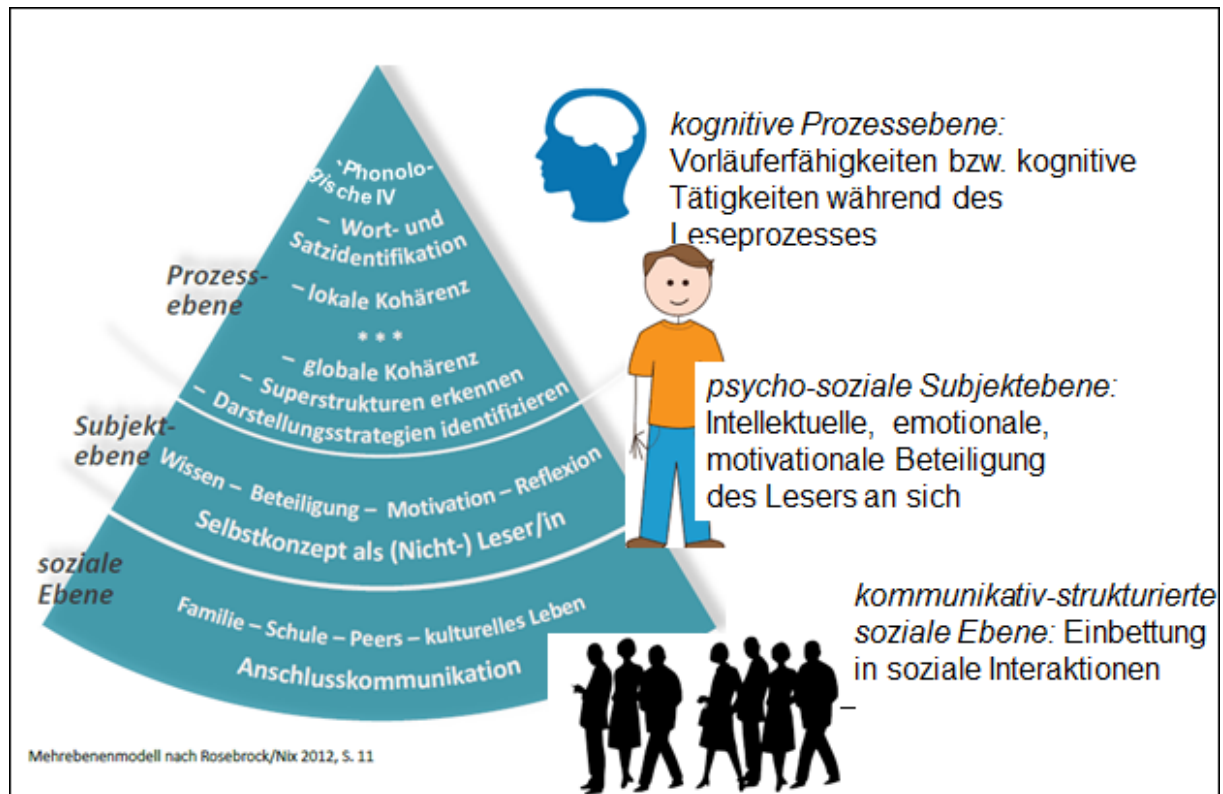 -Phonolo-
gische IV
– Wort- und
Satzidentifikation
– lokale Kohärenz
* * *
– globale Kohärenz
– Superstrukturen erkennen
– Darstellungsstrategien identifizieren
Prozess-
ebene
Wissen – Beteiligung – Motivation – Reflexion
Selbstkonzept als (Nicht-) Leser/in
Subjekt-
ebene
Familie – Schule – Peers – kulturelles Leben
Anschlusskommunikation
soziale
Ebene
kognitive Prozessebene:
Vorläuferfähigkeiten bzw. kognitive
Tätigkeiten während des
Leseprozesses
psycho-soziale Subjektebene:
Intellektuelle, emotionale,
motivationale Beteiligung
des Lesers an sich
kommunikativ-strukturierte
soziale Ebene: Einbettung
in soziale Interaktionen
–
Mehrebenenmodell nach Rosebrock/Nix 2012, S. 11